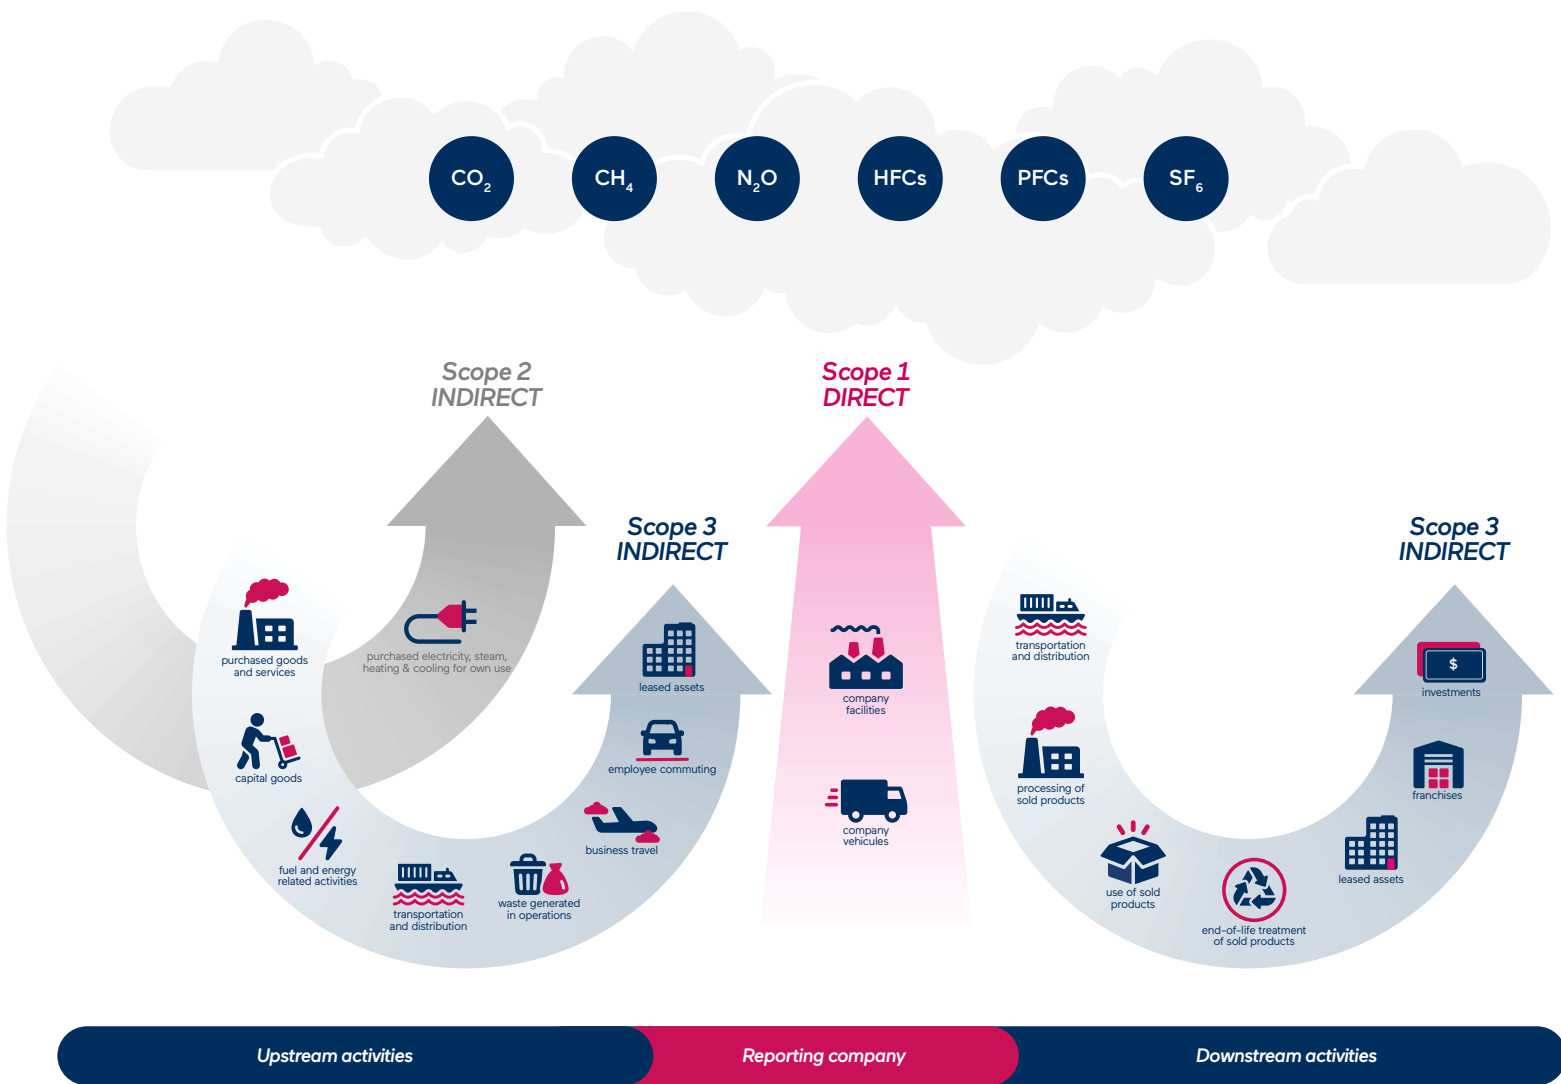 CO₂
CH₄
N₂O
HFCs
PFCs
SF₆
Scope 2
INDIRECT
purchased electricity, steam,
heating & cooling for own use
Scope 3
INDIRECT
purchased goods
and services
capital goods
fuel and energy
related activities
transportation
and distribution
waste generated
in operations
business travel
employee commuting
leased assets
Scope 1
DIRECT
company
facilities
company
vehicules
Scope 3
INDIRECT
transportation
and distribution
processing of
sold products
use of sold
products
end-of-life treatment
of sold products
leased assets
franchises
investments
$
Upstream activities
Reporting company
Downstream activities